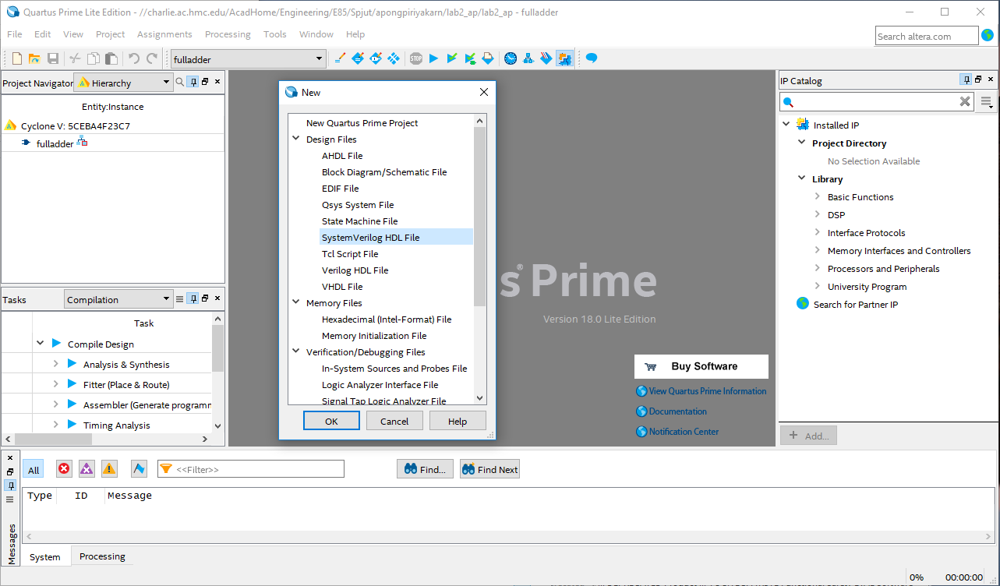 Quartus Prime Lite Edition - //charlie.ac.hmc.edu/AcadHome/Engineering/E85/Spjut/apongpiriyakarn/lab2_ap/lab2_ap - fulladder
File Edit View Project Assignments Processing Tools Window Help
Search altera.com
fulladder
STOP
Project Navigator Hierarchy
Entity:Instance
Cyclone V: 5CEBA4F23C7
fulladder
Tasks Compilation
Task
Compile Design
Analysis & Synthesis
Fitter (Place & Route)
Assembler (Generate programm
Timing Analysis
New
New Quartus Prime Project
Design Files
AHDL File
Block Diagram/Schematic File
EDIF File
Qsys System File
State Machine File
SystemVerilog HDL File
Tcl Script File
Verilog HDL File
VHDL File
Memory Files
Hexadecimal (Intel-Format) File
Memory Initialization File
Verification/Debugging Files
In-System Sources and Probes File
Logic Analyzer Interface File
Signal Tap Logic Analyzer File
OK Cancel Help
s® Prime
Version 18.0 Lite Edition
Buy Software
View Quartus Prime Information
Documentation
Notification Center
IP Catalog
Installed IP
Project Directory
No Selection Available
Library
Basic Functions
DSP
Interface Protocols
Memory Interfaces and Controllers
Processors and Peripherals
University Program
Search for Partner IP
+ Add...
Messages
All
<<Filter>>
Find... Find Next
Type ID Message
System Processing
0% 00:00:00